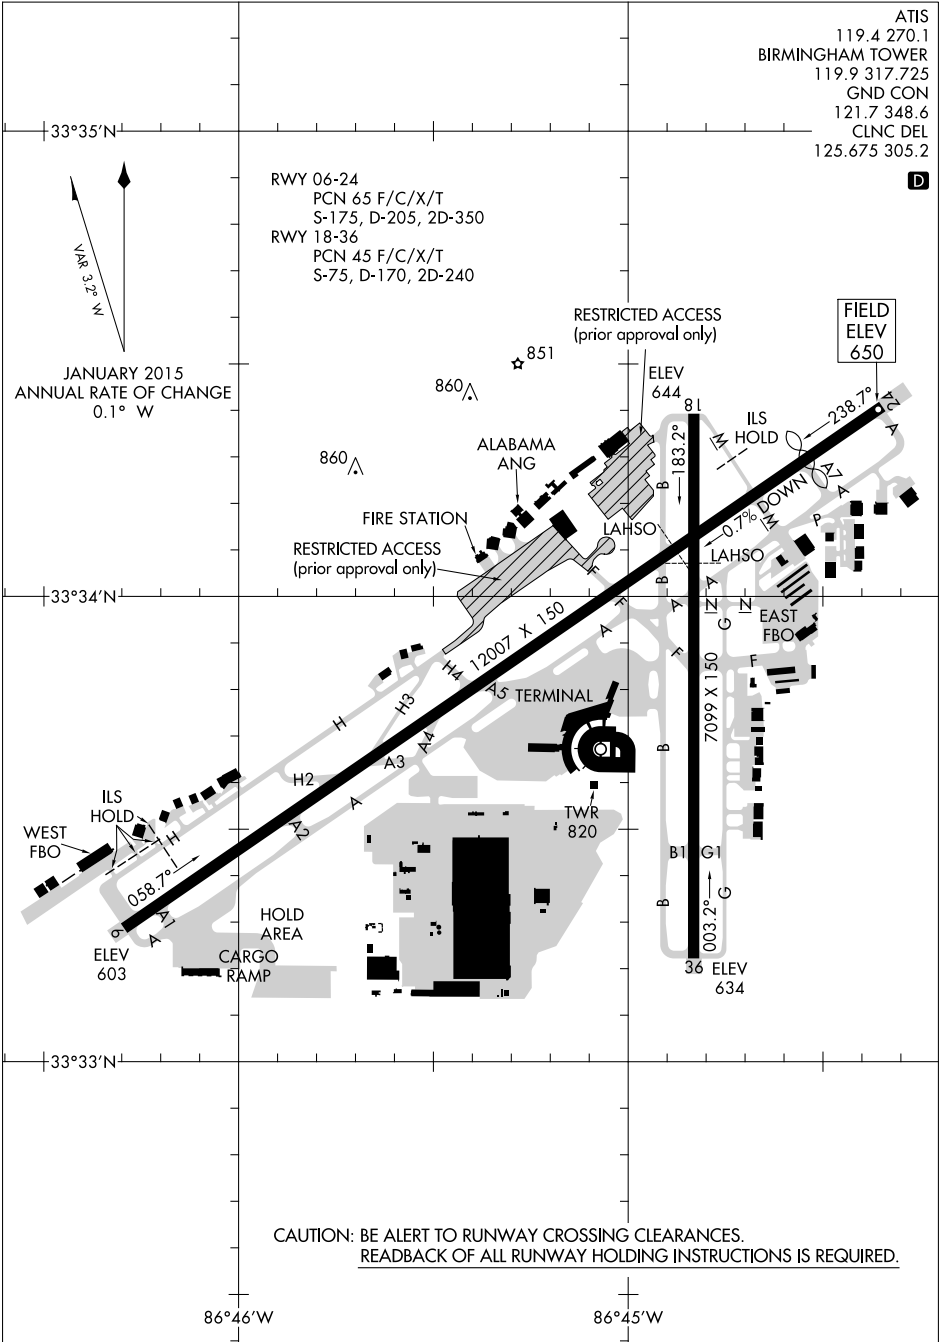 ATIS
119.4 270.1
BIRMINGHAM TOWER
119.9 317.725
GND CON
121.7 348.6
CLNC DEL
125.675 305.2
D
33°35'N
RWY 06-24
PCN 65 F/C/X/T
S-175, D-205, 2D-350
RWY 18-36
PCN 45 F/C/X/T
S-75, D-170, 2D-240
VAR 3.2° W
JANUARY 2015
ANNUAL RATE OF CHANGE
0.1° W
RESTRICTED ACCESS
(prior approval only)
FIELD
ELEV
650
851
860
860
ELEV
644
18
183.2°
ILS
HOLD
M
238.7°
24
A
ALABAMA
ANG
B
A7
A
0.7% DOWN
M
P
FIRE STATION
LAHSO
RESTRICTED ACCESS
(prior approval only)
LAHSO
33°34'N
F
F
A
B
A
A
N
N
G
EAST
FBO
12007 X 150
F
F
H4
A5
TERMINAL
7099 X 150
H
H3
A4
B
A3
H2
A
A2
TWR
820
ILS
HOLD
H
WEST
FBO
058.7°
B1
G1
003.2°
G
B
A1
A
6
HOLD
AREA
ELEV
603
CARGO
RAMP
36
ELEV
634
33°33'N
CAUTION: BE ALERT TO RUNWAY CROSSING CLEARANCES.
READBACK OF ALL RUNWAY HOLDING INSTRUCTIONS IS REQUIRED.
86°46'W
86°45'W